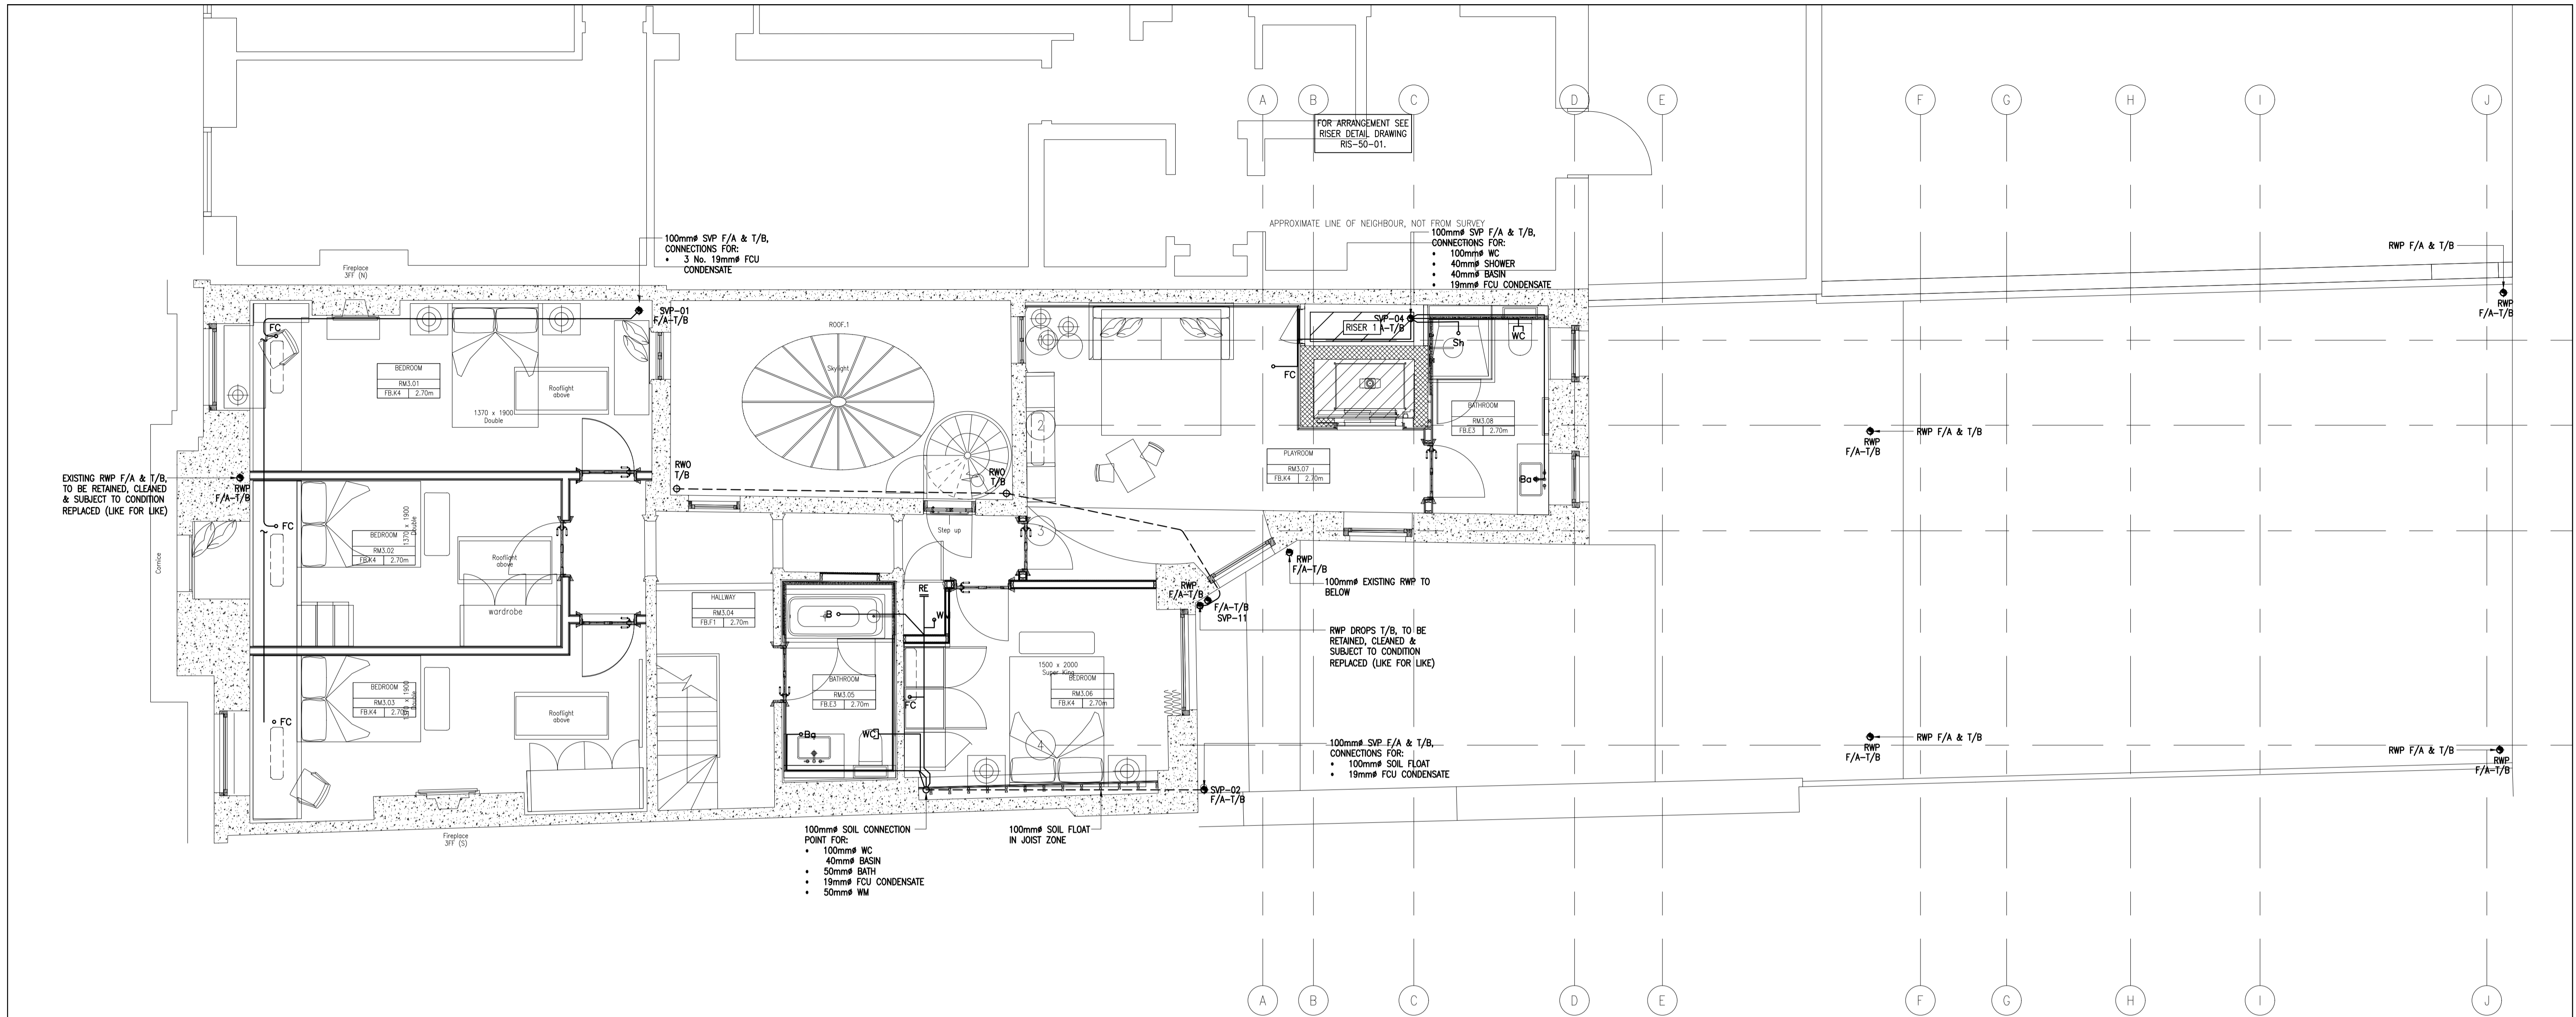 A
B
C
D
E
F
G
H
I
J
FOR ARRANGEMENT SEE
RISER DETAIL DRAWING
RIS-50-01.
APPROXIMATE LINE OF NEIGHBOUR, NOT FROM SURVEY
100mmø SVP F/A & T/B,
CONNECTIONS FOR:
• 3 No. 19mmø FCU
CONDENSATE
100mmø SVP F/A & T/B,
CONNECTIONS FOR:
• 100mmø WC
• 40mmø SHOWER
• 40mmø BASIN
• 19mmø FCU CONDENSATE
RWP F/A & T/B
RWP
F/A-T/B
Fireplace
3FF (N)
SVP-01
F/A-T/B
FC
BEDROOM
RM3.01
FB.K4 2.70m
1370 x 1900
Double
Rooflight
above
ROOF.1
Skylight
RWO
T/B
RWO
T/B
SVP-04
RISER 1
A-T/B
Sh
WC
FC
2
PLAYROOM
RM3.07
FB.K4 2.70m
BATHROOM
RM3.08
FB.E3 2.70m
Ba
RWP F/A & T/B
RWP
F/A-T/B
EXISTING RWP F/A & T/B,
TO BE RETAINED, CLEANED
& SUBJECT TO CONDITION
REPLACED (LIKE FOR LIKE)
RWP
F/A-T/B
Cornice
FC
BEDROOM
RM3.02
FB.K4 2.70m
1370 x 1900
Double
Rooflight
above
wardrobe
Step up
3
RWP
F/A-T/B
100mmø EXISTING RWP TO
BELOW
RWP
F/A-T/B
F/A-T/B
SVP-11
RWP DROPS T/B, TO BE
RETAINED, CLEANED &
SUBJECT TO CONDITION
REPLACED (LIKE FOR LIKE)
HALLWAY
RM3.04
FB.F1 2.70m
B
RE
BATHROOM
RM3.05
FB.E3 2.70m
FC
Ba
WC
1500 x 2000
Super King
BEDROOM
RM3.06
FB.K4 2.70m
4
FC
BEDROOM
RM3.03
FB.K4 2.70m
1370 x 1900
Double
Rooflight
above
100mmø SVP F/A & T/B,
CONNECTIONS FOR:
• 100mmø SOIL FLOAT
• 19mmø FCU CONDENSATE
SVP-02
F/A-T/B
RWP F/A & T/B
RWP
F/A-T/B
RWP F/A & T/B
RWP
F/A-T/B
Fireplace
3FF (S)
100mmø SOIL CONNECTION
POINT FOR:
• 100mmø WC
40mmø BASIN
• 50mmø BATH
• 19mmø FCU CONDENSATE
• 50mmø WM
100mmø SOIL FLOAT
IN JOIST ZONE
A
B
C
D
E
F
G
H
I
J